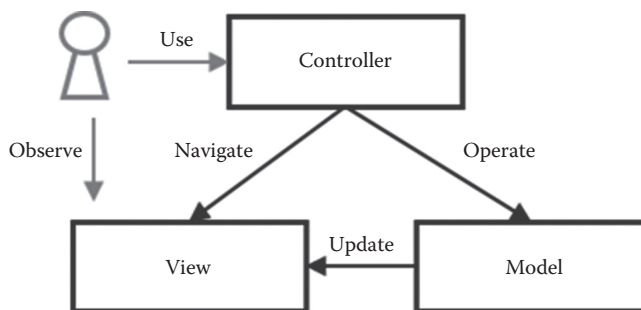 Use
Controller
Observe
Navigate
Operate
Update
View
Model